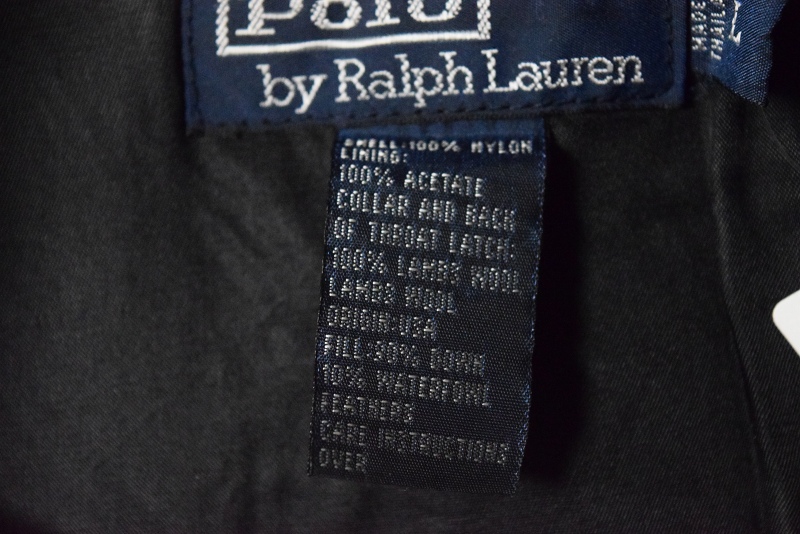 Polo
by Ralph Lauren
L
SHELL:100% NYLON
LINING:
100% ACETATE
COLLAR AND BACK
OF THROAT LATCH:
100% LAMBS WOOL
LAMBS WOOL
ORIGIN:USA
FILL-90% DOWN
10% WATERFOWL
FEATHERS
CARE INSTRUCTIONS
OVER